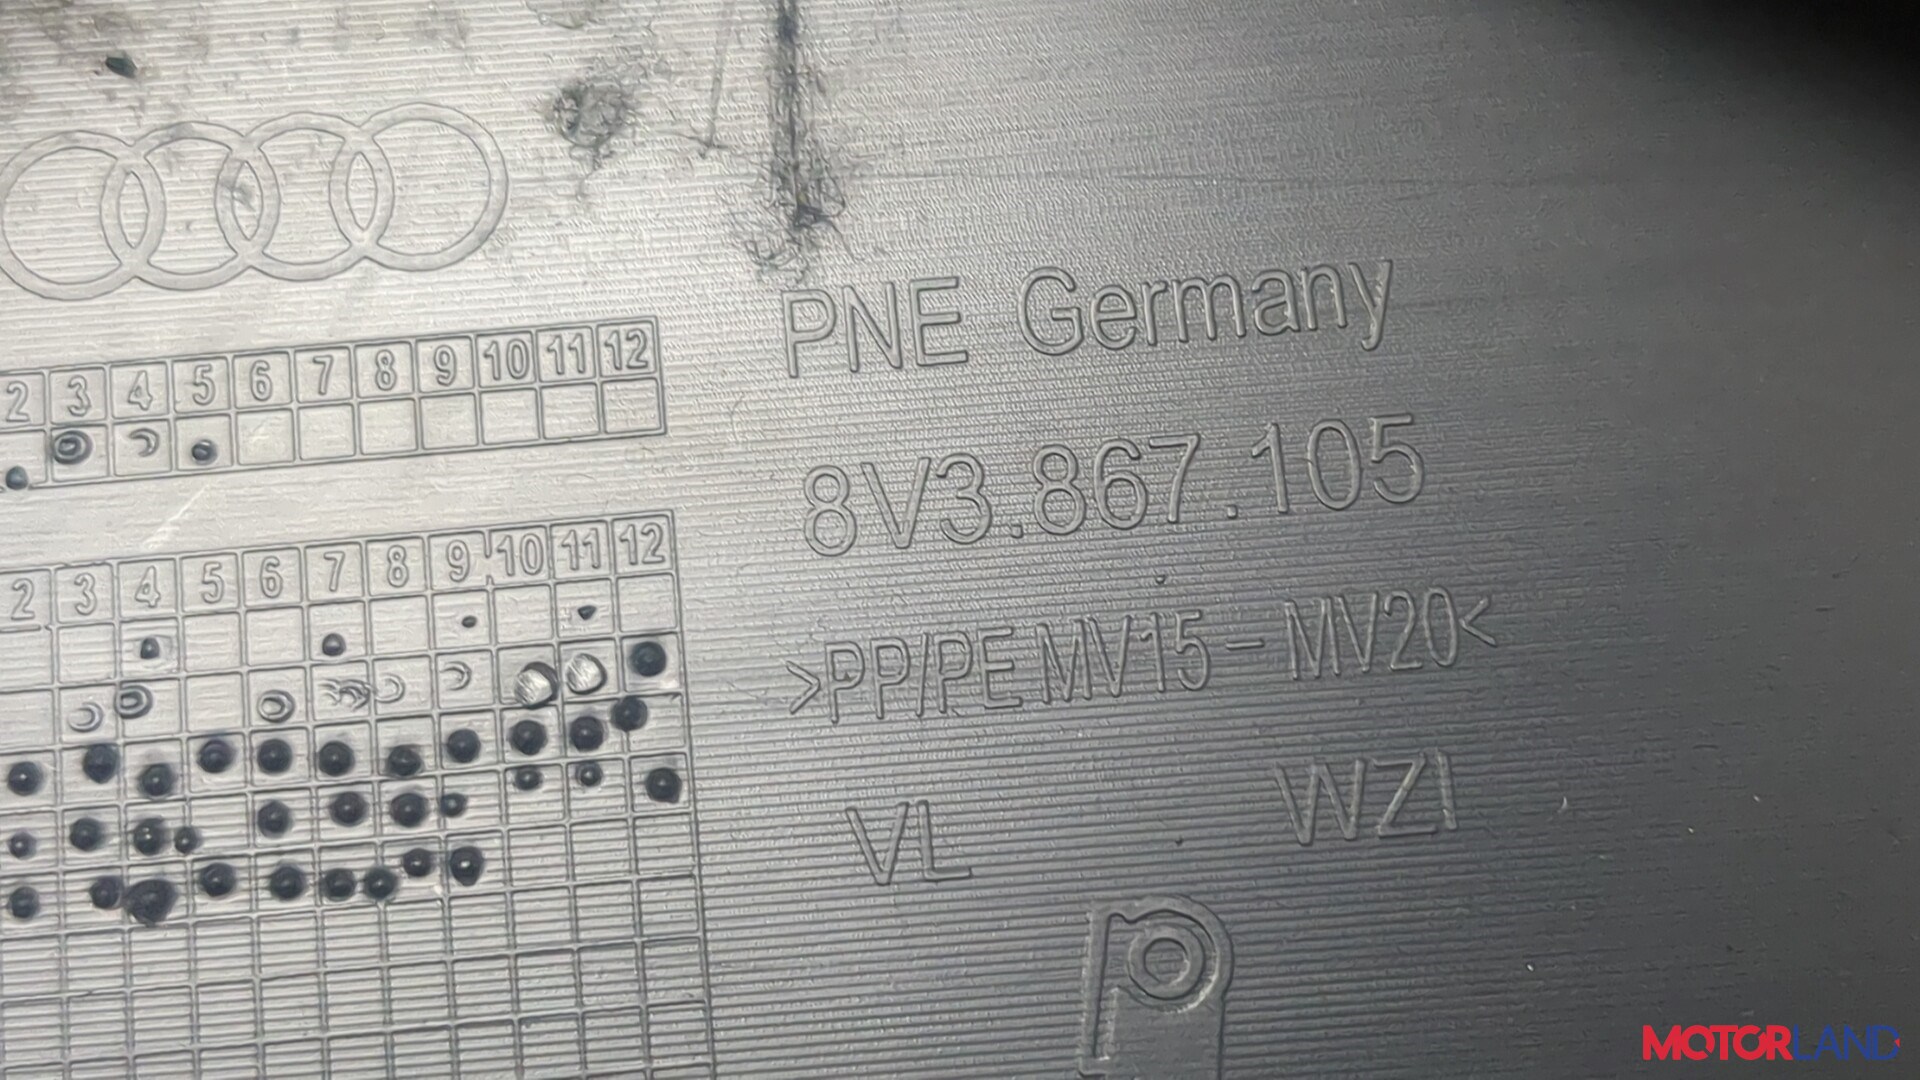 PNE Germany
2 3 4 5 6 7 8 9 10 11 12
8V3.867.105
2 3 4 5 6 7 8 9 10 11 12
>PP/PE MV15 - MV20<
VL WZI
MOTORLAND